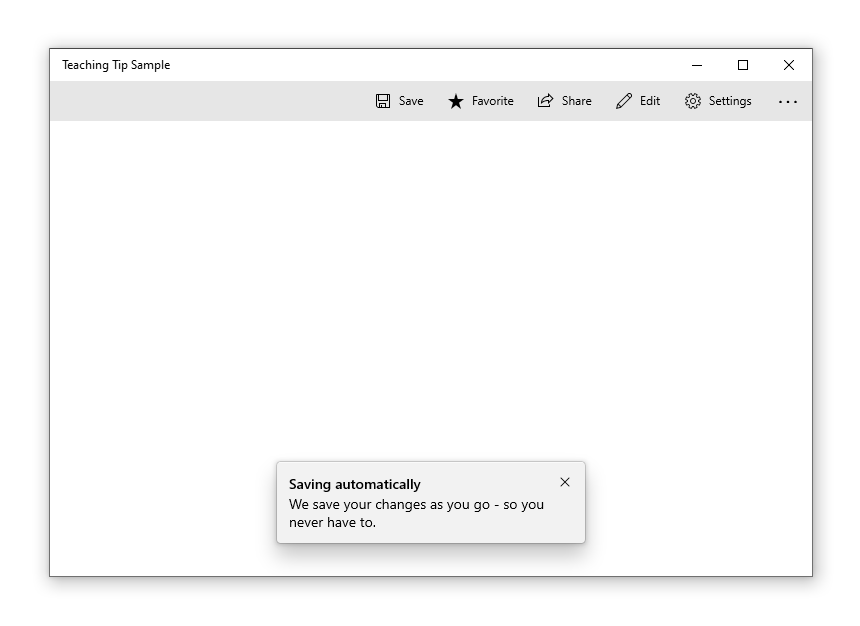 Teaching Tip Sample
Save Favorite Share Edit Settings
Saving automatically
We save your changes as you go - so you
never have to.